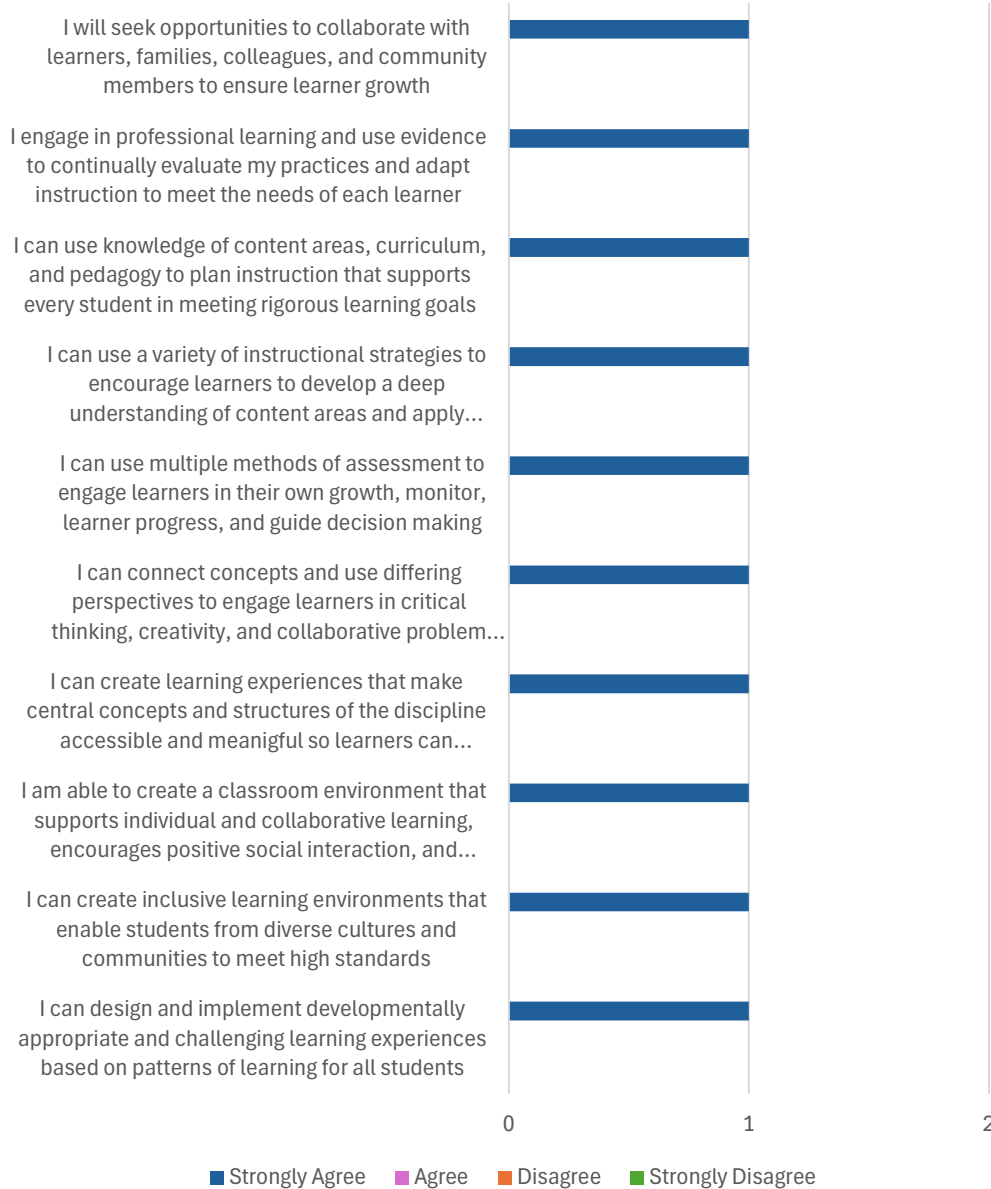 I will seek opportunities to collaborate with
learners, families, colleagues, and community
members to ensure learner growth
I engage in professional learning and use evidence
to continually evaluate my practices and adapt
instruction to meet the needs of each learner
I can use knowledge of content areas, curriculum,
and pedagogy to plan instruction that supports
every student in meeting rigorous learning goals
I can use a variety of instructional strategies to
encourage learners to develop a deep
understanding of content areas and apply...
I can use multiple methods of assessment to
engage learners in their own growth, monitor,
learner progress, and guide decision making
I can connect concepts and use differing
perspectives to engage learners in critical
thinking, creativity, and collaborative problem...
I can create learning experiences that make
central concepts and structures of the discipline
accessible and meanigful so learners can...
I am able to create a classroom environment that
supports individual and collaborative learning,
encourages positive social interaction, and...
I can create inclusive learning environments that
enable students from diverse cultures and
communities to meet high standards
I can design and implement developmentally
appropriate and challenging learning experiences
based on patterns of learning for all students
0 1 2
Strongly Agree Agree Disagree Strongly Disagree